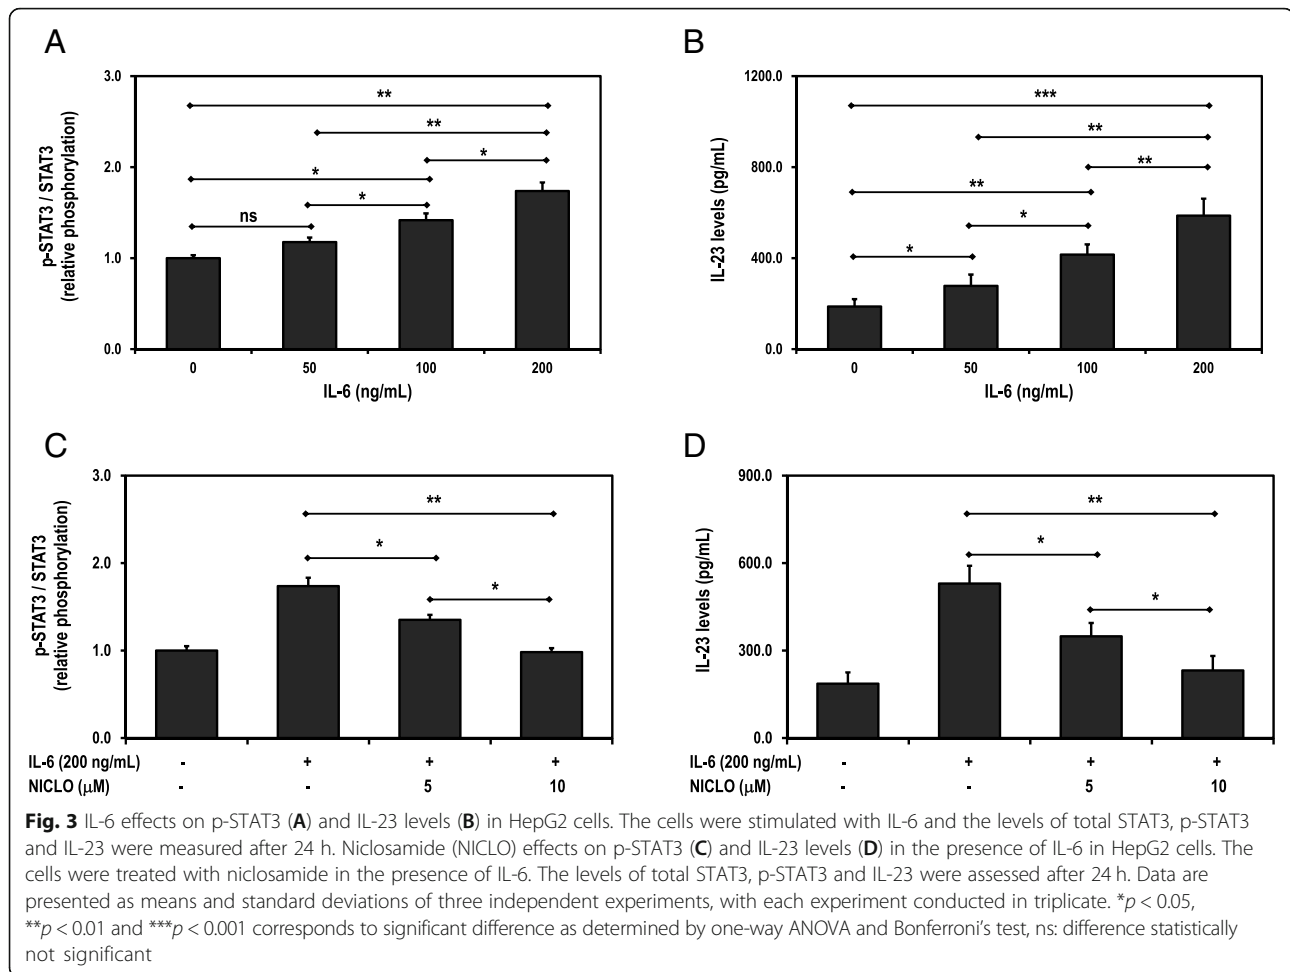 A
p-STAT3 / STAT3
(relative phosphorylation)
3.0
2.0
1.0
0.0
**
**
*
*
*
ns
0 50 100 200
IL-6 (ng/mL)
B
IL-23 levels (pg/mL)
1200.0
800.0
400.0
0.0
***
**
**
**
*
*
0 50 100 200
IL-6 (ng/mL)
C
p-STAT3 / STAT3
(relative phosphorylation)
3.0
2.0
1.0
0.0
**
*
*
IL-6 (200 ng/mL) - + + +
NICLO (μM) - - 5 10
D
IL-23 levels (pg/mL)
900.0
600.0
300.0
0.0
**
*
*
IL-6 (200 ng/mL) - + + +
NICLO (μM) - - 5 10
Fig. 3 IL-6 effects on p-STAT3 (A) and IL-23 levels (B) in HepG2 cells. The cells were stimulated with IL-6 and the levels of total STAT3, p-STAT3
and IL-23 were measured after 24 h. Niclosamide (NICLO) effects on p-STAT3 (C) and IL-23 levels (D) in the presence of IL-6 in HepG2 cells. The
cells were treated with niclosamide in the presence of IL-6. The levels of total STAT3, p-STAT3 and IL-23 were assessed after 24 h. Data are
presented as means and standard deviations of three independent experiments, with each experiment conducted in triplicate. *p < 0.05,
**p < 0.01 and ***p < 0.001 corresponds to significant difference as determined by one-way ANOVA and Bonferroni's test, ns: difference statistically
not significant